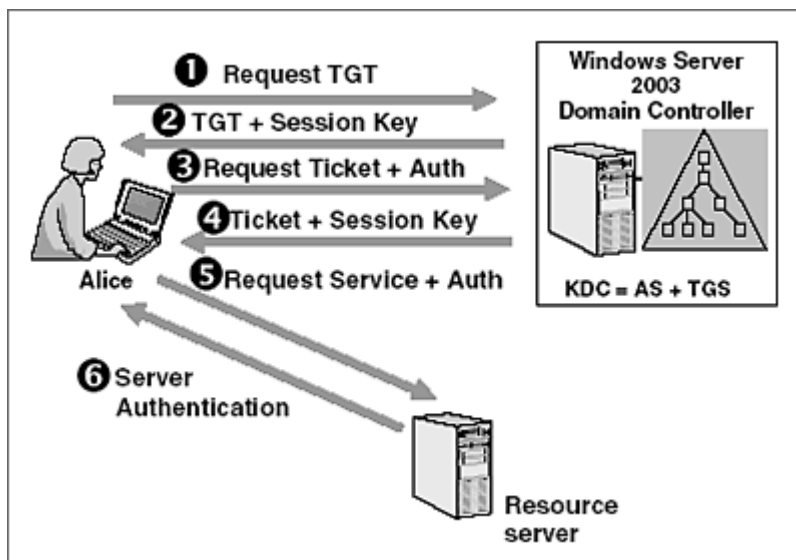 1 Request TGT
2 TGT + Session Key
3 Request Ticket + Auth
4 Ticket + Session Key
5 Request Service + Auth
Alice
6 Server
Authentication
Windows Server
2003
Domain Controller
KDC = AS + TGS
Resource
server